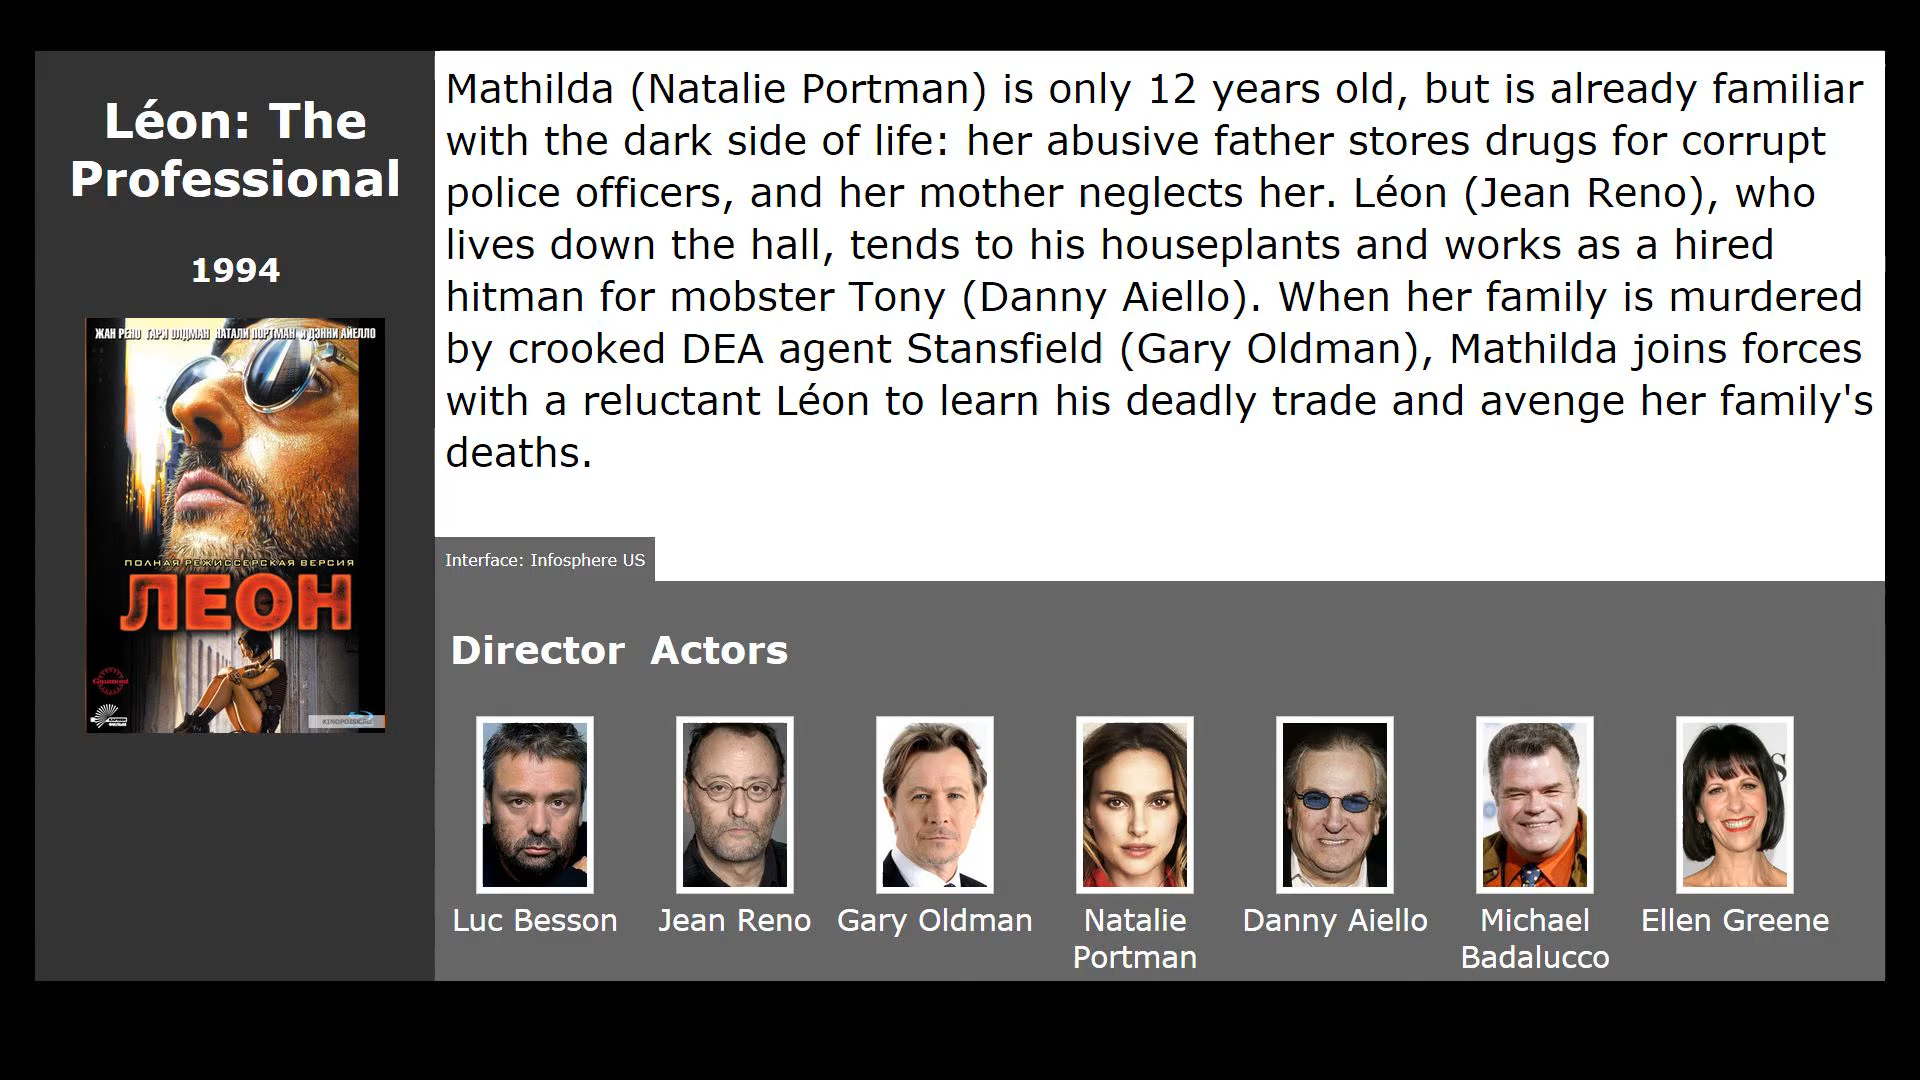 Léon: The
Professional
1994
ЖАН РЕНО ГАРИ ОЛДМАН НАТАЛИ ПОРТМАН и ДЭННИ АЙЕЛЛО
ПОЛНАЯ РЕЖИССЕРСКАЯ ВЕРСИЯ
ЛЕОН
Gaumont
Mathilda (Natalie Portman) is only 12 years old, but is already familiar
with the dark side of life: her abusive father stores drugs for corrupt
police officers, and her mother neglects her. Léon (Jean Reno), who
lives down the hall, tends to his houseplants and works as a hired
hitman for mobster Tony (Danny Aiello). When her family is murdered
by crooked DEA agent Stansfield (Gary Oldman), Mathilda joins forces
with a reluctant Léon to learn his deadly trade and avenge her family's
deaths.
Interface: Infosphere US
Director Actors
Luc Besson
Jean Reno
Gary Oldman
Natalie
Portman
Danny Aiello
Michael
Badalucco
Ellen Greene